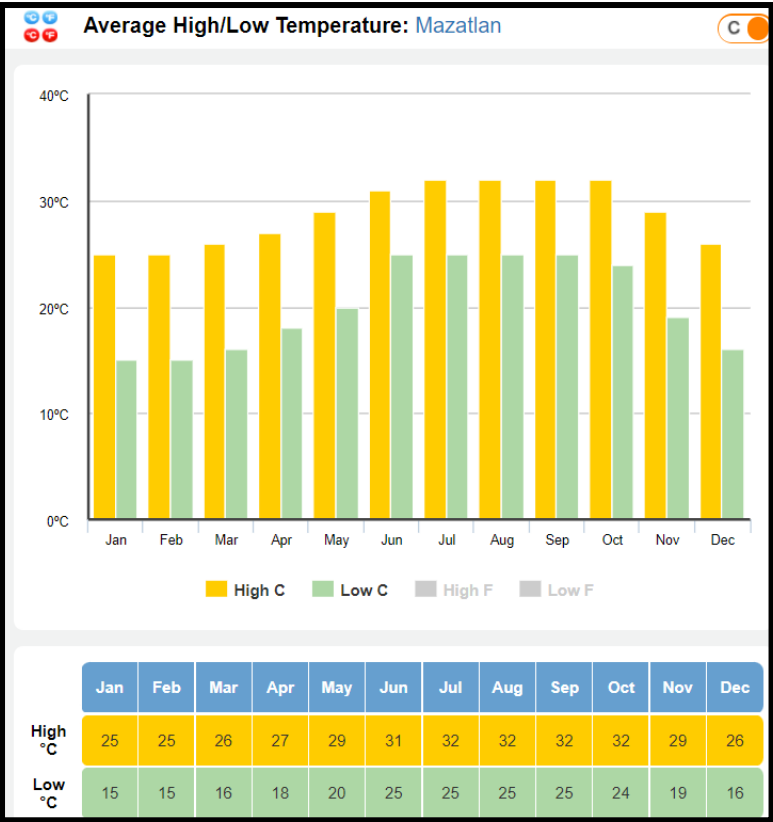 °C °F
°C °F
Average High/Low Temperature: Mazatlan
C
40ºC
30ºC
20ºC
10ºC
0ºC
Jan Feb Mar Apr May Jun Jul Aug Sep Oct Nov Dec
High C Low C High F Low F
Jan Feb Mar Apr May Jun Jul Aug Sep Oct Nov Dec
High
°C 25 25 26 27 29 31 32 32 32 32 29 26
Low
°C 15 15 16 18 20 25 25 25 25 24 19 16